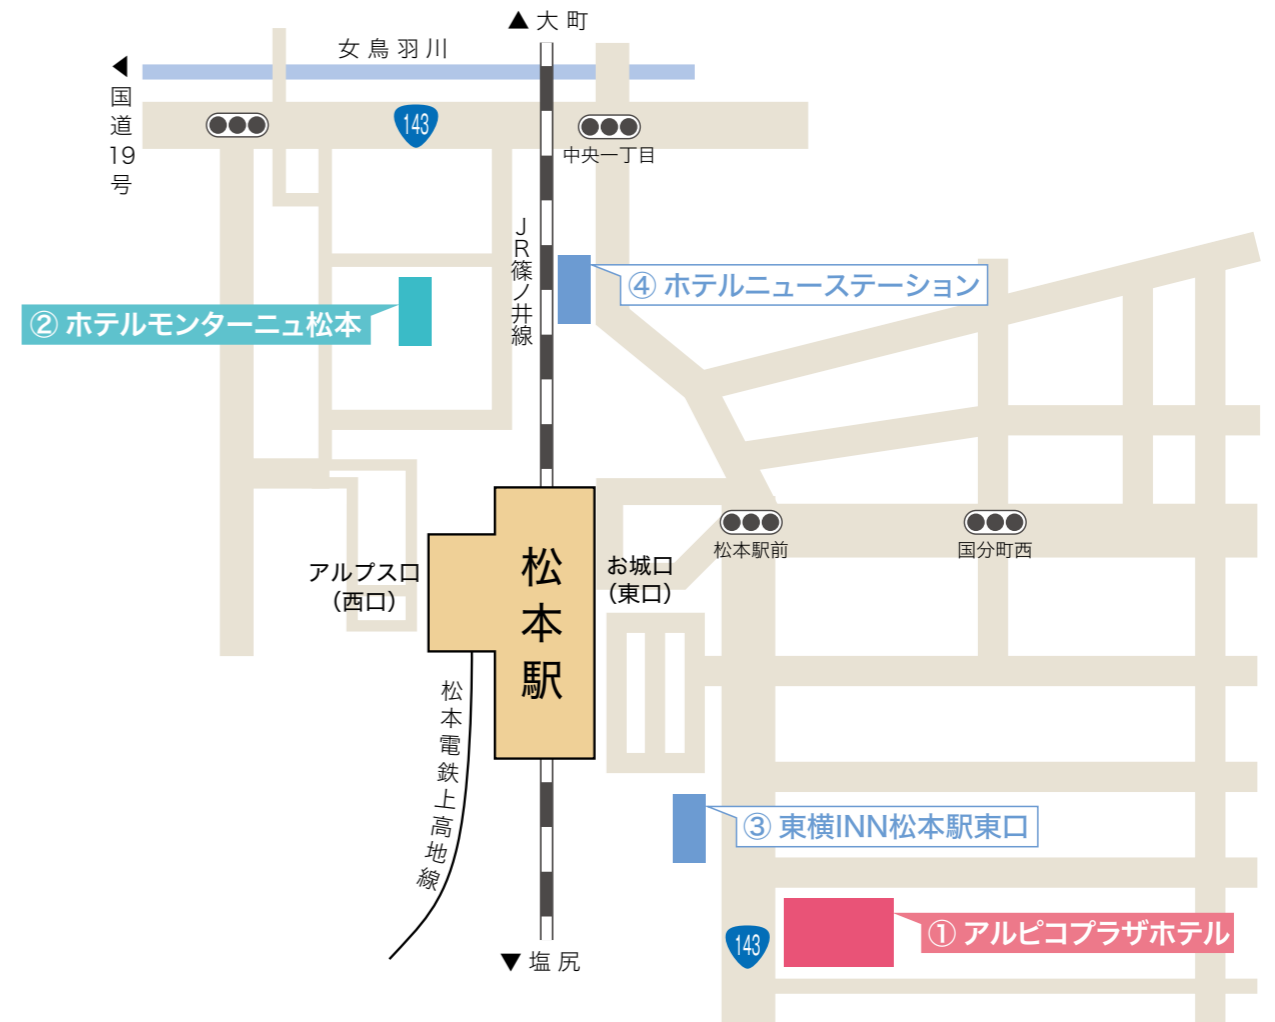 ▲大町
女鳥羽川
◀国道19号
143
中央一丁目
JR篠ノ井線
④ ホテルニューステーション
② ホテルモンターニュ松本
松本駅前
国分町西
アルプス口
（西口）
松本駅
お城口
（東口）
松本電鉄上高地線
③ 東横INN松本駅東口
① アルピコプラザホテル
143
▼塩尻